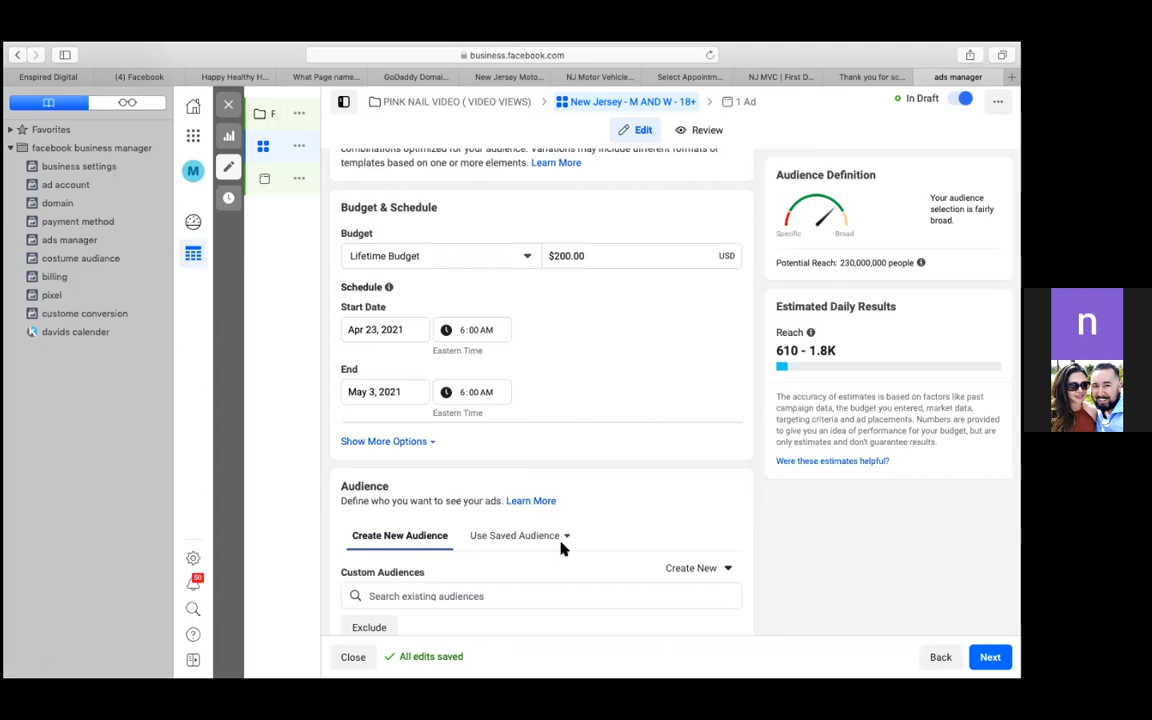 business.facebook.com
Enspired Digital
(4) Facebook
Happy Healthy H...
What Page name...
GoDaddy Domai...
New Jersey Moto...
NJ Motor Vehicle...
Select Appointm...
NJ MVC | First D...
Thank you for sc...
ads manager
Favorites
facebook business manager
business settings
ad account
domain
payment method
ads manager
costume audiance
billing
pixel
custome conversion
davids calender
M
50
F
PINK NAIL VIDEO ( VIDEO VIEWS)
New Jersey - M AND W - 18+
1 Ad
In Draft
Edit
Review
combinations optimized for your audience. Variations may include different formats or
templates based on one or more elements. Learn More
Budget & Schedule
Budget
Lifetime Budget
$200.00
USD
Schedule
Start Date
Apr 23, 2021
6:00 AM
Eastern Time
End
May 3, 2021
6:00 AM
Eastern Time
Show More Options
Audience
Define who you want to see your ads. Learn More
Create New Audience
Use Saved Audience
Custom Audiences
Create New
Search existing audiences
Exclude
Close
All edits saved
Back
Next
Audience Definition
Specific
Broad
Your audience
selection is fairly
broad.
Potential Reach: 230,000,000 people
Estimated Daily Results
Reach
610 - 1.8K
The accuracy of estimates is based on factors like past
campaign data, the budget you entered, market data,
targeting criteria and ad placements. Numbers are provided
to give you an idea of performance for your budget, but are
only estimates and don't guarantee results.
Were these estimates helpful?
n